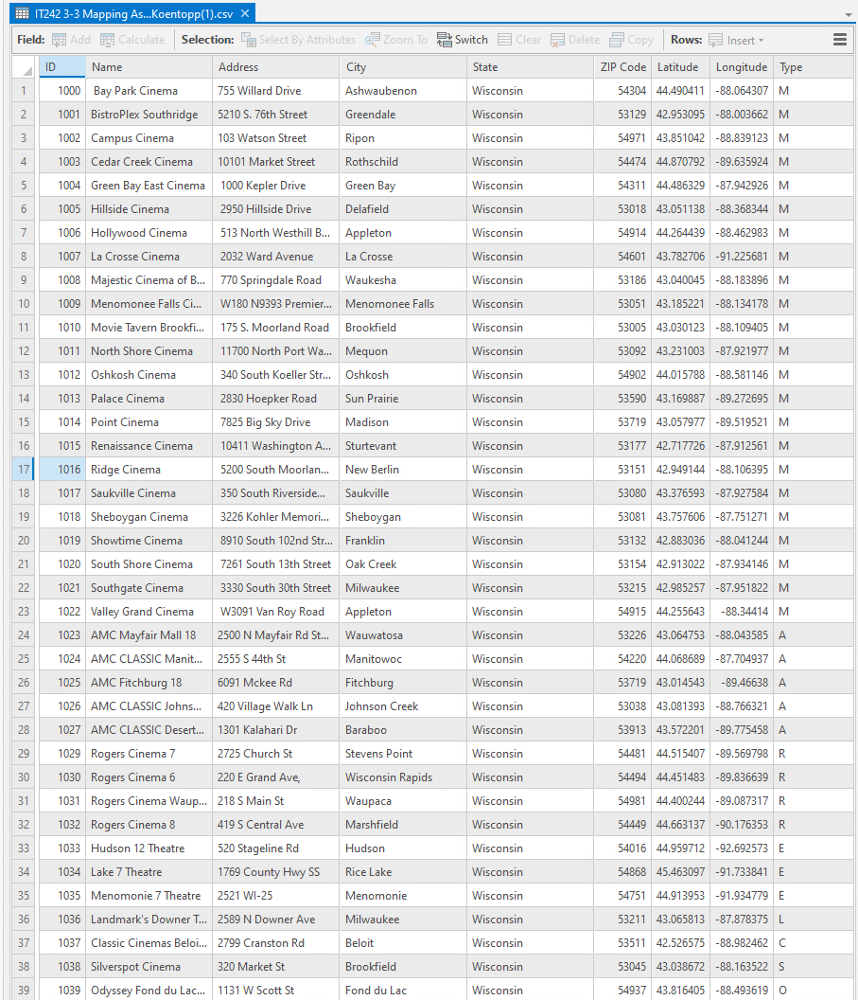 IT242 3-3 Mapping As...Koentopp(1).csv ×
Field: Add Calculate Selection: Select By Attributes Zoom To Switch Clear Delete Copy Rows: Insert
ID Name Address City State ZIP Code Latitude Longitude Type
1 1000 Bay Park Cinema 755 Willard Drive Ashwaubenon Wisconsin 54304 44.490411 -88.064307 M
2 1001 BistroPlex Southridge 5210 S. 76th Street Greendale Wisconsin 53129 42.953095 -88.003662 M
3 1002 Campus Cinema 103 Watson Street Ripon Wisconsin 54971 43.851042 -88.839123 M
4 1003 Cedar Creek Cinema 10101 Market Street Rothschild Wisconsin 54474 44.870792 -89.635924 M
5 1004 Green Bay East Cinema 1000 Kepler Drive Green Bay Wisconsin 54311 44.486329 -87.942926 M
6 1005 Hillside Cinema 2950 Hillside Drive Delafield Wisconsin 53018 43.051138 -88.368344 M
7 1006 Hollywood Cinema 513 North Westhill B... Appleton Wisconsin 54914 44.264439 -88.462983 M
8 1007 La Crosse Cinema 2032 Ward Avenue La Crosse Wisconsin 54601 43.782706 -91.225681 M
9 1008 Majestic Cinema of B... 770 Springdale Road Waukesha Wisconsin 53186 43.040045 -88.183896 M
10 1009 Menomonee Falls Ci... W180 N9393 Premier... Menomonee Falls Wisconsin 53051 43.185221 -88.134178 M
11 1010 Movie Tavern Brookfi... 175 S. Moorland Road Brookfield Wisconsin 53005 43.030123 -88.109405 M
12 1011 North Shore Cinema 11700 North Port Wa... Mequon Wisconsin 53092 43.231003 -87.921977 M
13 1012 Oshkosh Cinema 340 South Koeller Str... Oshkosh Wisconsin 54902 44.015788 -88.581146 M
14 1013 Palace Cinema 2830 Hoepker Road Sun Prairie Wisconsin 53590 43.169887 -89.272695 M
15 1014 Point Cinema 7825 Big Sky Drive Madison Wisconsin 53719 43.057977 -89.519521 M
16 1015 Renaissance Cinema 10411 Washington A... Sturtevant Wisconsin 53177 42.717726 -87.912561 M
17 1016 Ridge Cinema 5200 South Moorlan... New Berlin Wisconsin 53151 42.949144 -88.106395 M
18 1017 Saukville Cinema 350 South Riverside... Saukville Wisconsin 53080 43.376593 -87.927584 M
19 1018 Sheboygan Cinema 3226 Kohler Memori... Sheboygan Wisconsin 53081 43.757606 -87.751271 M
20 1019 Showtime Cinema 8910 South 102nd Str... Franklin Wisconsin 53132 42.883036 -88.041244 M
21 1020 South Shore Cinema 7261 South 13th Street Oak Creek Wisconsin 53154 42.913022 -87.934146 M
22 1021 Southgate Cinema 3330 South 30th Street Milwaukee Wisconsin 53215 42.985257 -87.951822 M
23 1022 Valley Grand Cinema W3091 Van Roy Road Appleton Wisconsin 54915 44.255643 -88.34414 M
24 1023 AMC Mayfair Mall 18 2500 N Mayfair Rd St... Wauwatosa Wisconsin 53226 43.064753 -88.043585 A
25 1024 AMC CLASSIC Manit... 2555 S 44th St Manitowoc Wisconsin 54220 44.068689 -87.704937 A
26 1025 AMC Fitchburg 18 6091 Mckee Rd Fitchburg Wisconsin 53719 43.014543 -89.46638 A
27 1026 AMC CLASSIC Johns... 420 Village Walk Ln Johnson Creek Wisconsin 53038 43.081393 -88.766321 A
28 1027 AMC CLASSIC Desert... 1301 Kalahari Dr Baraboo Wisconsin 53913 43.572201 -89.775458 A
29 1029 Rogers Cinema 7 2725 Church St Stevens Point Wisconsin 54481 44.515407 -89.569798 R
30 1030 Rogers Cinema 6 220 E Grand Ave, Wisconsin Rapids Wisconsin 54494 44.451483 -89.836639 R
31 1031 Rogers Cinema Waup... 218 S Main St Waupaca Wisconsin 54981 44.400244 -89.087317 R
32 1032 Rogers Cinema 8 419 S Central Ave Marshfield Wisconsin 54449 44.663137 -90.176353 R
33 1033 Hudson 12 Theatre 520 Stageline Rd Hudson Wisconsin 54016 44.959712 -92.692573 E
34 1034 Lake 7 Theatre 1769 County Hwy SS Rice Lake Wisconsin 54868 45.463097 -91.733841 E
35 1035 Menomonie 7 Theatre 2521 WI-25 Menomonie Wisconsin 54751 44.913953 -91.934779 E
36 1036 Landmark's Downer T... 2589 N Downer Ave Milwaukee Wisconsin 53211 43.065813 -87.878375 L
37 1037 Classic Cinemas Beloi... 2799 Cranston Rd Beloit Wisconsin 53511 42.526575 -88.982462 C
38 1038 Silverspot Cinema 320 Market St Brookfield Wisconsin 53045 43.038672 -88.163522 S
39 1039 Odyssey Fond du Lac... 1131 W Scott St Fond du Lac Wisconsin 54937 43.816405 -88.493619 O